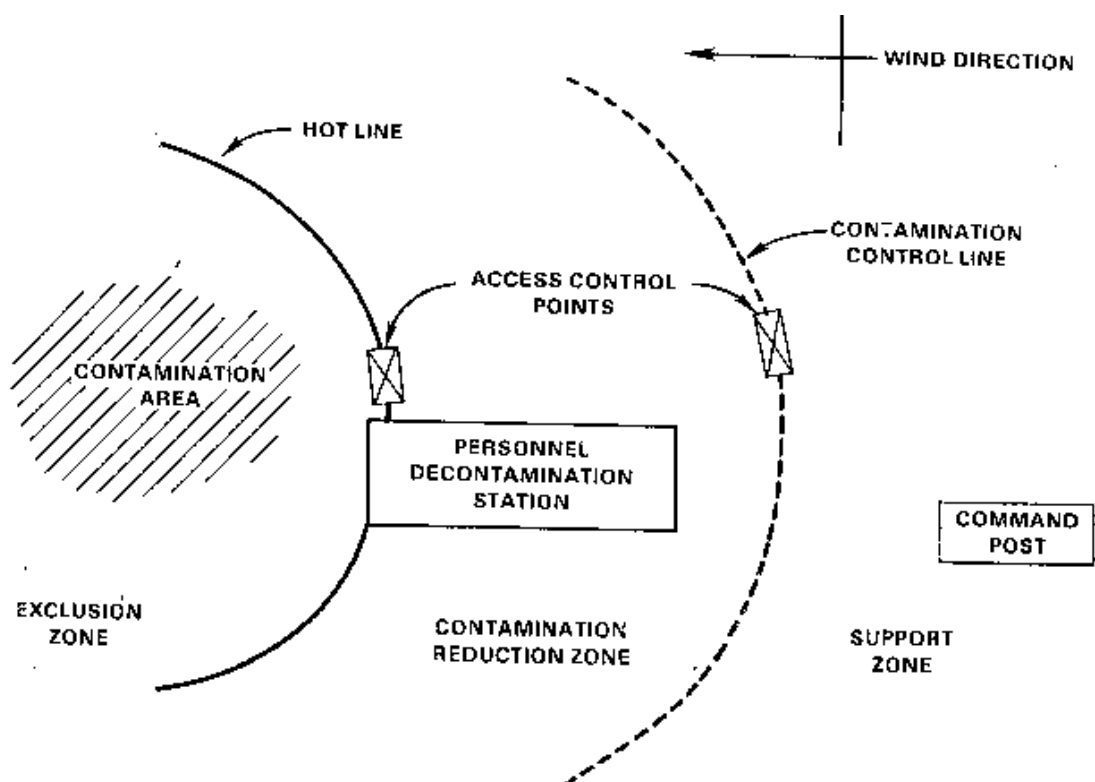 WIND DIRECTION
HOT LINE
CONTAMINATION
CONTROL LINE
ACCESS CONTROL
POINTS
CONTAMINATION
AREA
PERSONNEL
DECONTAMINATION
STATION
COMMAND
POST
EXCLUSION
ZONE
CONTAMINATION
REDUCTION ZONE
SUPPORT
ZONE